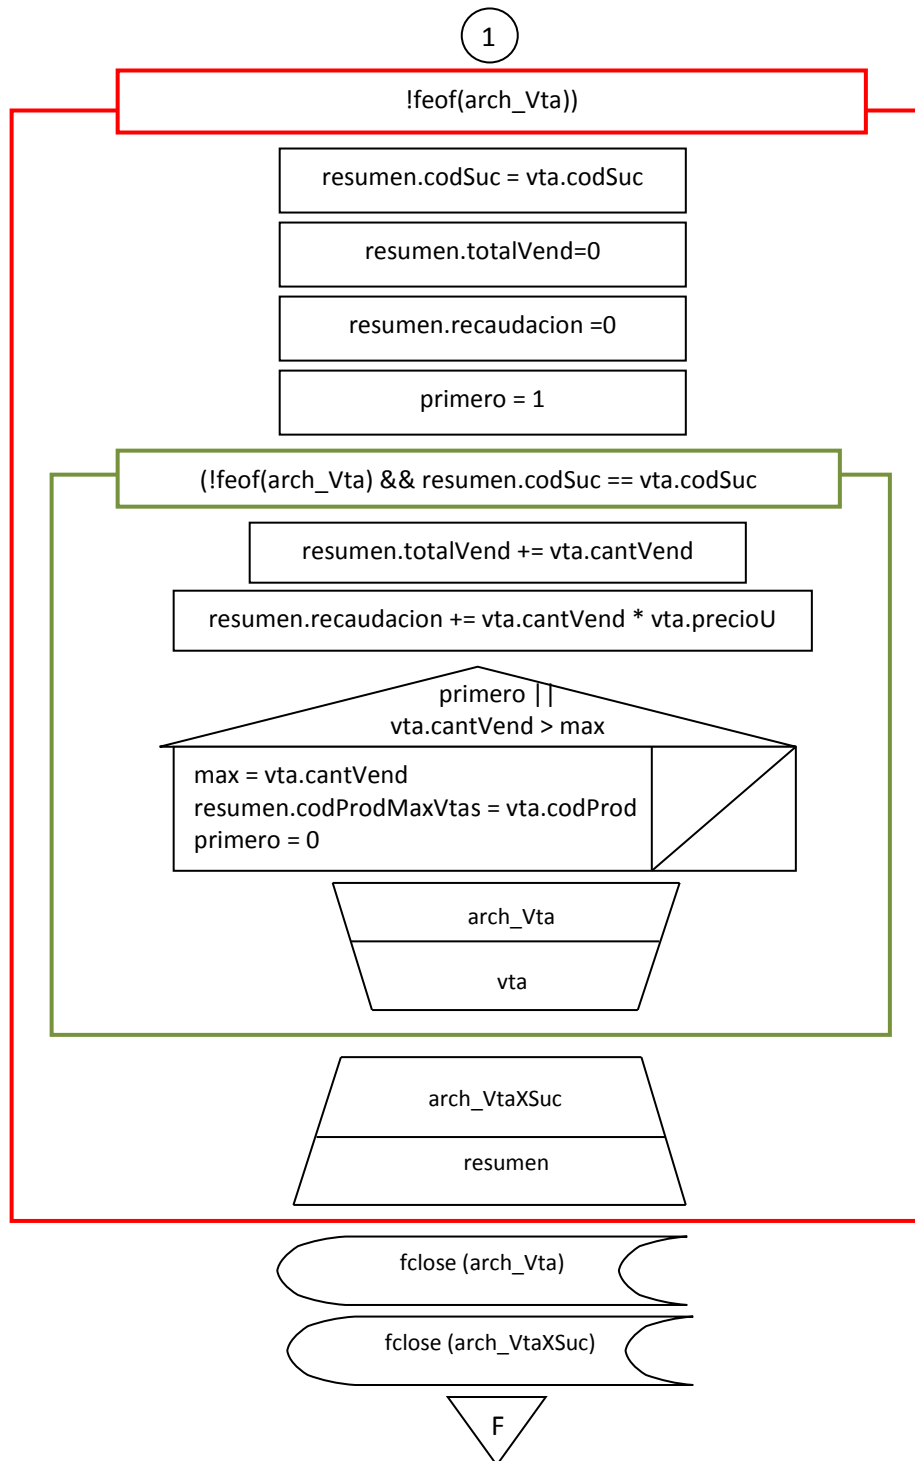 1
!feof(arch_Vta))
resumen.codSuc = vta.codSuc
resumen.totalVend=0
resumen.recaudacion =0
primero = 1
(!feof(arch_Vta) && resumen.codSuc == vta.codSuc
resumen.totalVend += vta.cantVend
resumen.recaudacion += vta.cantVend * vta.precioU
primero ||
vta.cantVend > max
max = vta.cantVend
resumen.codProdMaxVtas = vta.codProd
primero = 0
arch_Vta
vta
arch_VtaXSuc
resumen
fclose (arch_Vta)
fclose (arch_VtaXSuc)
F